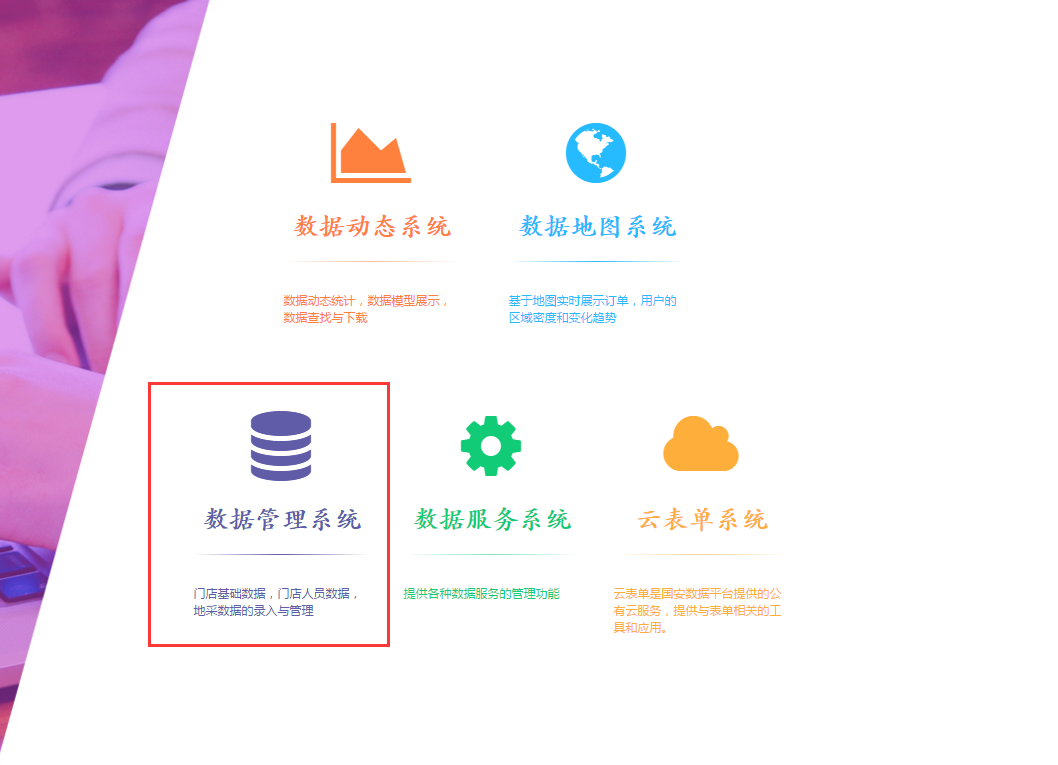 数据动态系统
数据地图系统
数据动态统计，数据模型展示，
数据查找与下载
基于地图实时展示订单，用户的
区域密度和变化趋势
数据管理系统
数据服务系统
云表单系统
门店基础数据，门店人员数据，
地采数据的录入与管理
提供各种数据服务的管理功能
云表单是国安数据平台提供的公
有云服务，提供与表单相关的工
具和应用。